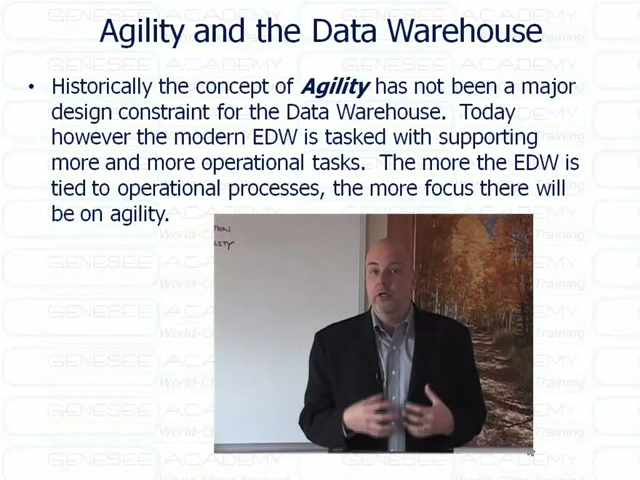 Agility and the Data Warehouse
• Historically the concept of Agility has not been a major
design constraint for the Data Warehouse.  Today
however the modern EDW is tasked with supporting
more and more operational tasks.  The more the EDW is
tied to operational processes, the more focus there will
be on agility.
GENESEE ACADEMY
World-Class Training